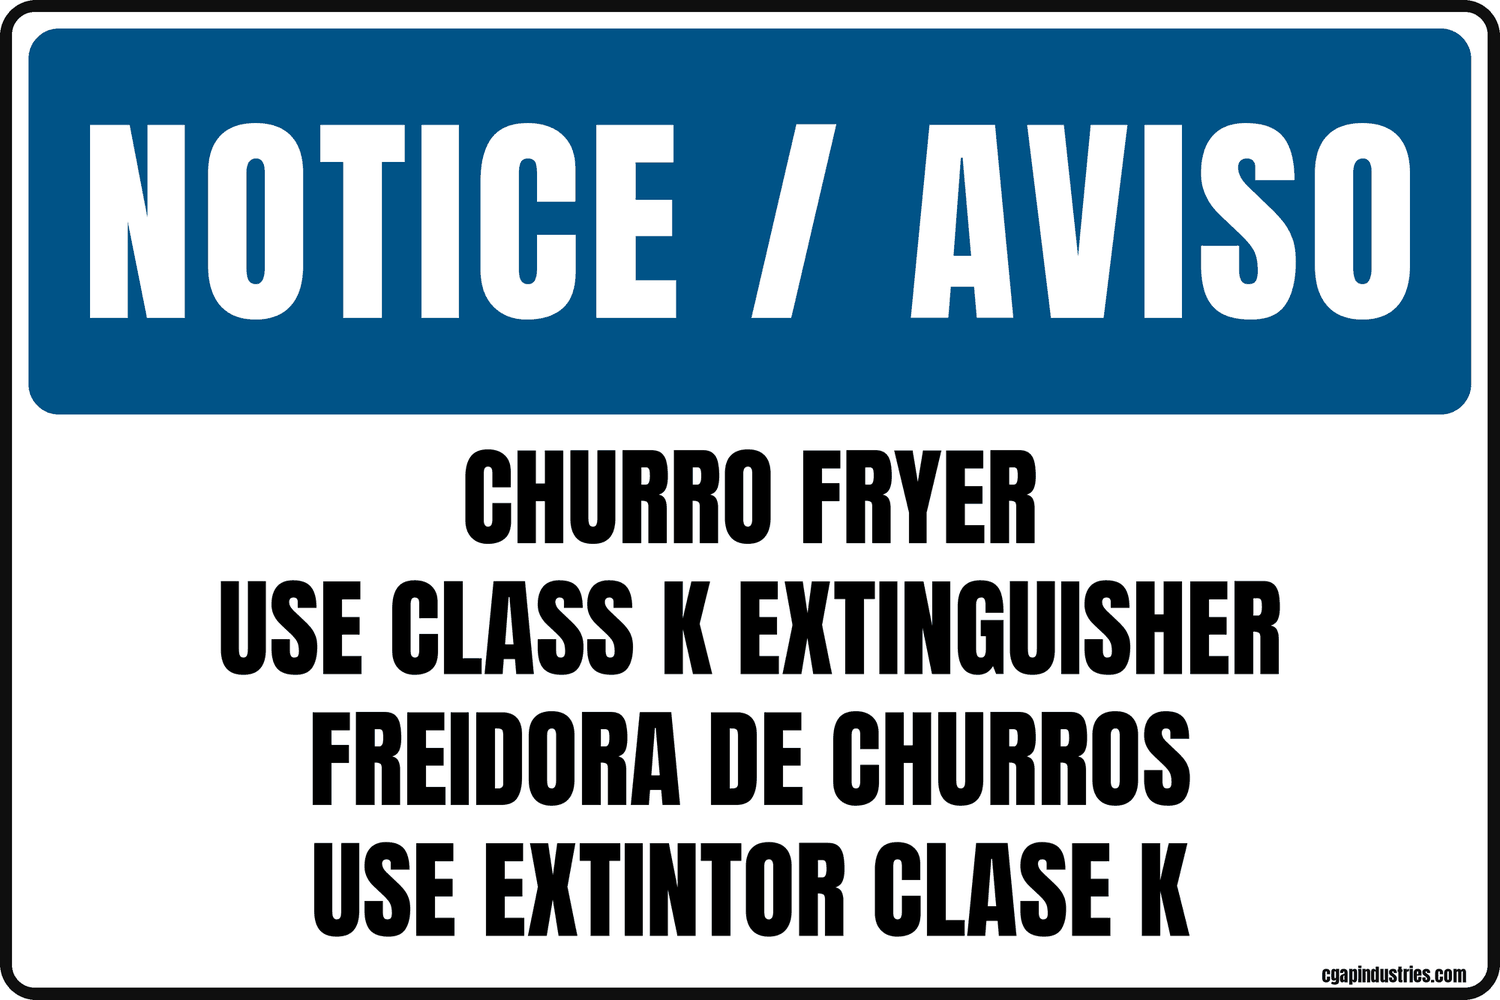 NOTICE / AVISO
CHURRO FRYER
USE CLASS K EXTINGUISHER
FREIDORA DE CHURROS
USE EXTINTOR CLASE K
cgapindustries.com